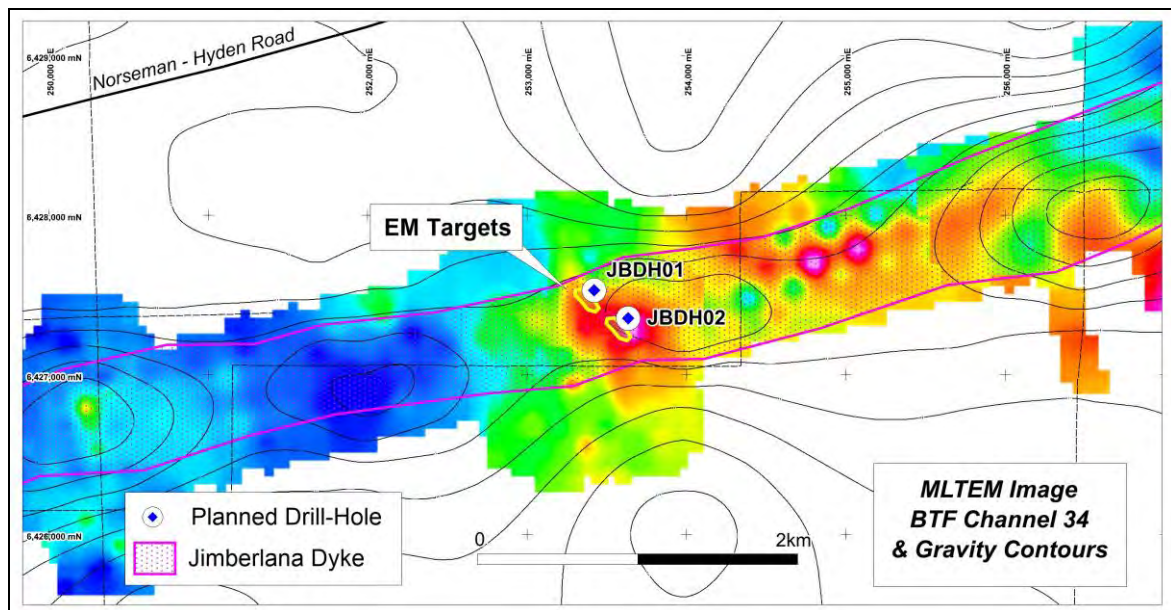 Norseman - Hyden Road
6,429,000 mN
250,000 mE
252,000 mE
253,000 mE
254,000 mE
255,000 mE
256,000 mE
6,428,000 mN
EM Targets
JBDH01
JBDH02
6,427,000 mN
6,426,000 mN
Planned Drill-Hole
Jimberlana Dyke
0
2km
MLTEM Image
BTF Channel 34
& Gravity Contours